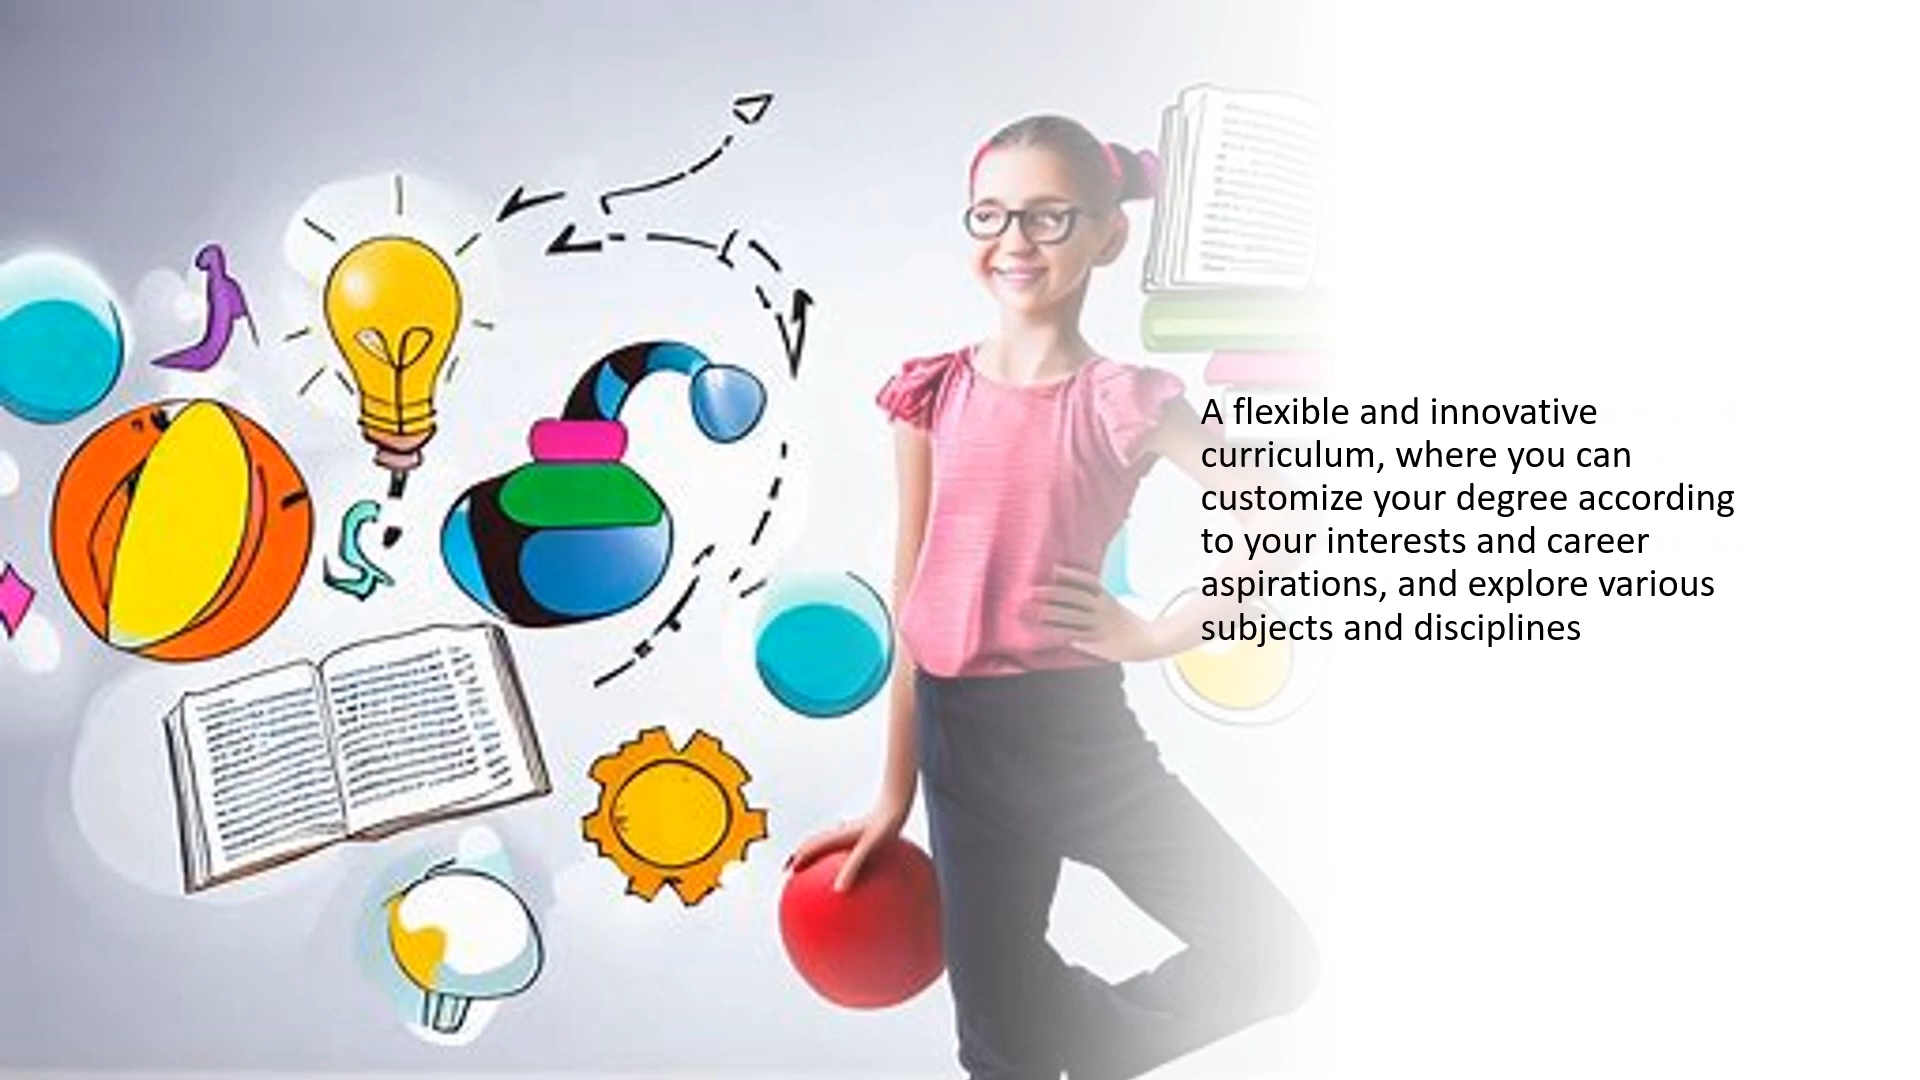 A flexible and innovative
curriculum, where you can
customize your degree according
to your interests and career
aspirations, and explore various
subjects and disciplines